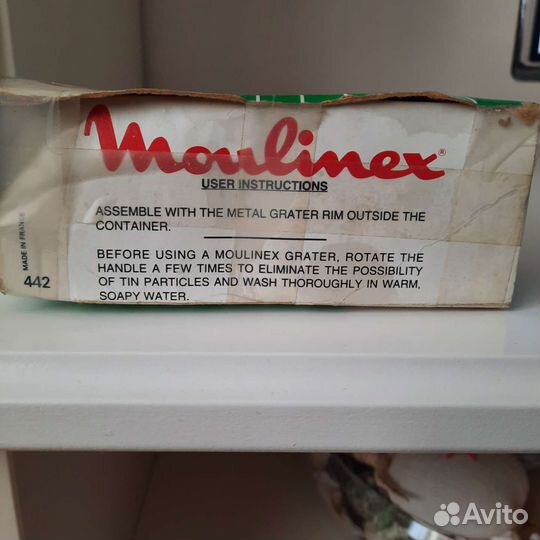 Moulinex®
USER INSTRUCTIONS
ASSEMBLE WITH THE METAL GRATER RIM OUTSIDE THE
CONTAINER.
BEFORE USING A MOULINEX GRATER, ROTATE THE
HANDLE A FEW TIMES TO ELIMINATE THE POSSIBILITY
OF TIN PARTICLES AND WASH THOROUGHLY IN WARM,
SOAPY WATER.
MADE IN FRANCE
442
Avito